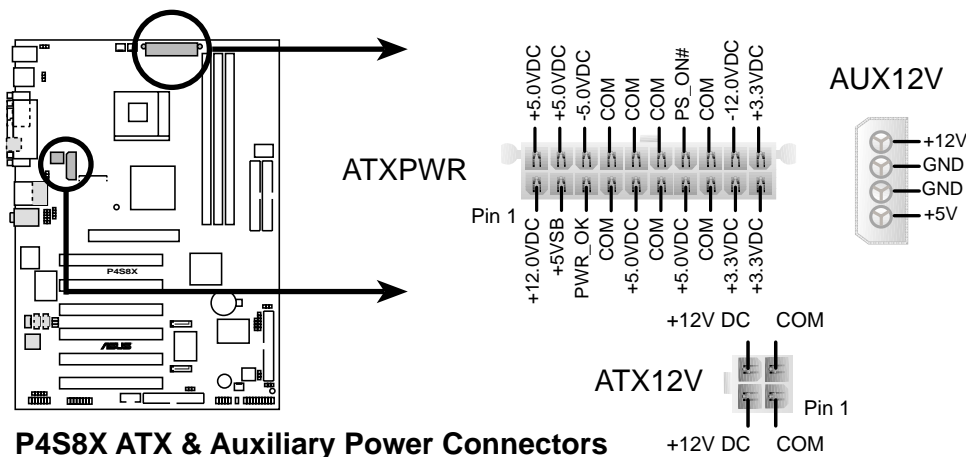 P4S8X
ASUS
ATXPWR
+5.0VDC
+5.0VDC
-5.0VDC
COM
COM
COM
PS_ON#
COM
-12.0VDC
+3.3VDC
Pin 1
+12.0VDC
+5VSB
PWR_OK
COM
+5.0VDC
COM
+5.0VDC
COM
+3.3VDC
+3.3VDC
AUX12V
+12V
GND
GND
+5V
ATX12V
+12V DC COM
Pin 1
+12V DC COM
P4S8X ATX & Auxiliary Power Connectors